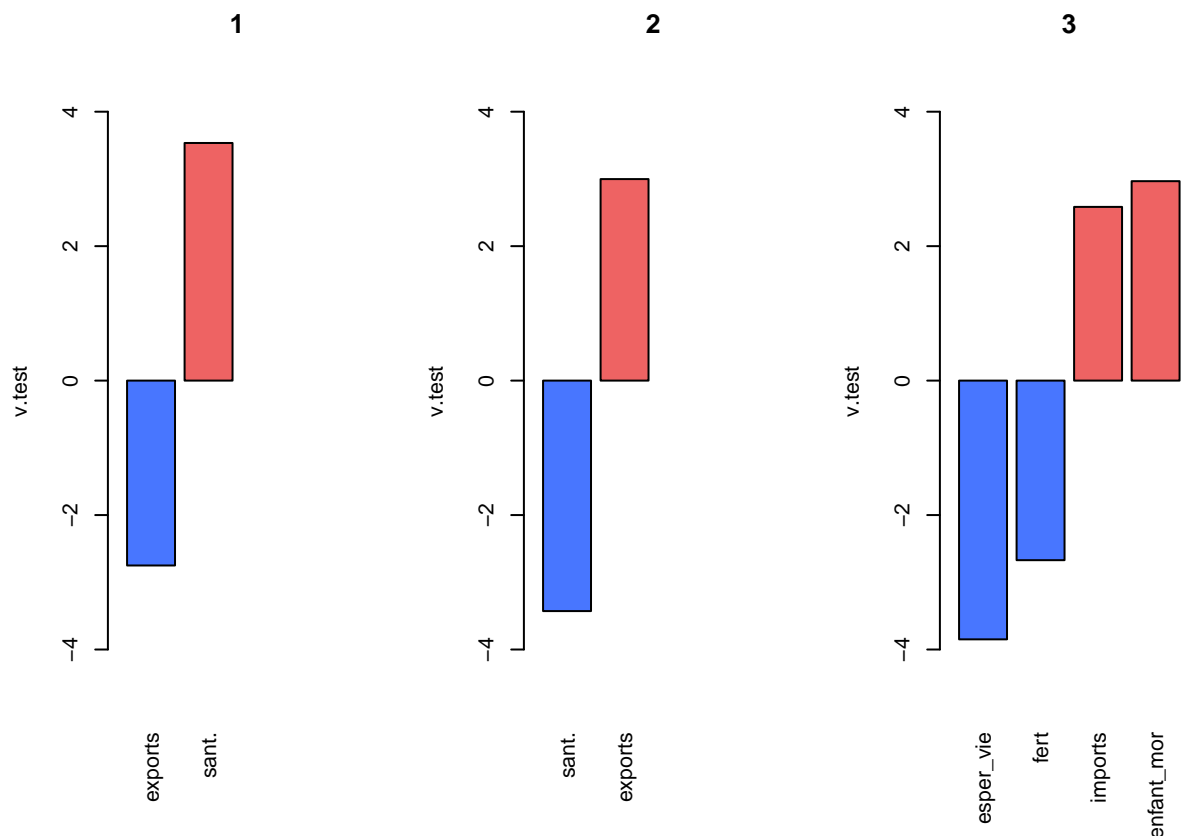 1
2
3
v.test
4
2
0
−2
−4
exports
sant.
v.test
4
2
0
−2
−4
sant.
exports
v.test
4
2
0
−2
−4
esper_vie
fert
imports
enfant_mor